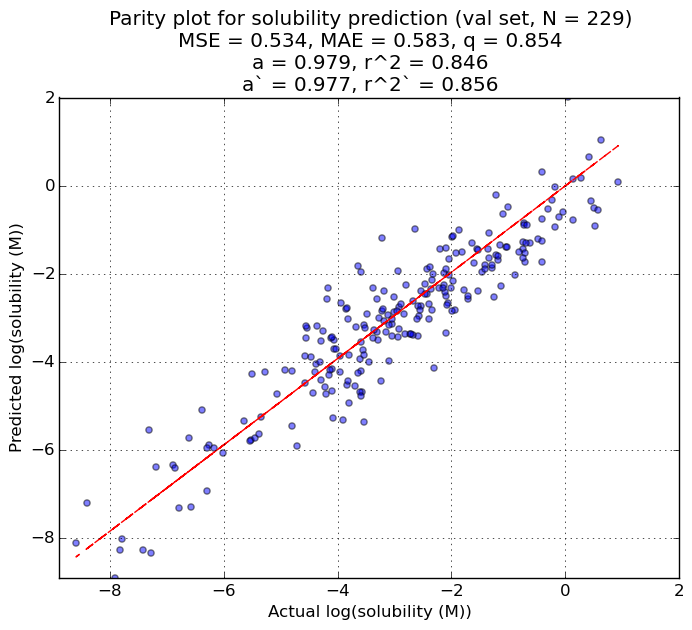 Parity plot for solubility prediction (val set, N = 229)
MSE = 0.534, MAE = 0.583, q = 0.854
a = 0.979, r^2 = 0.846
a` = 0.977, r^2` = 0.856
2
0
−2
−4
−6
−8
Predicted log(solubility (M))
−8 −6 −4 −2 0 2
Actual log(solubility (M))